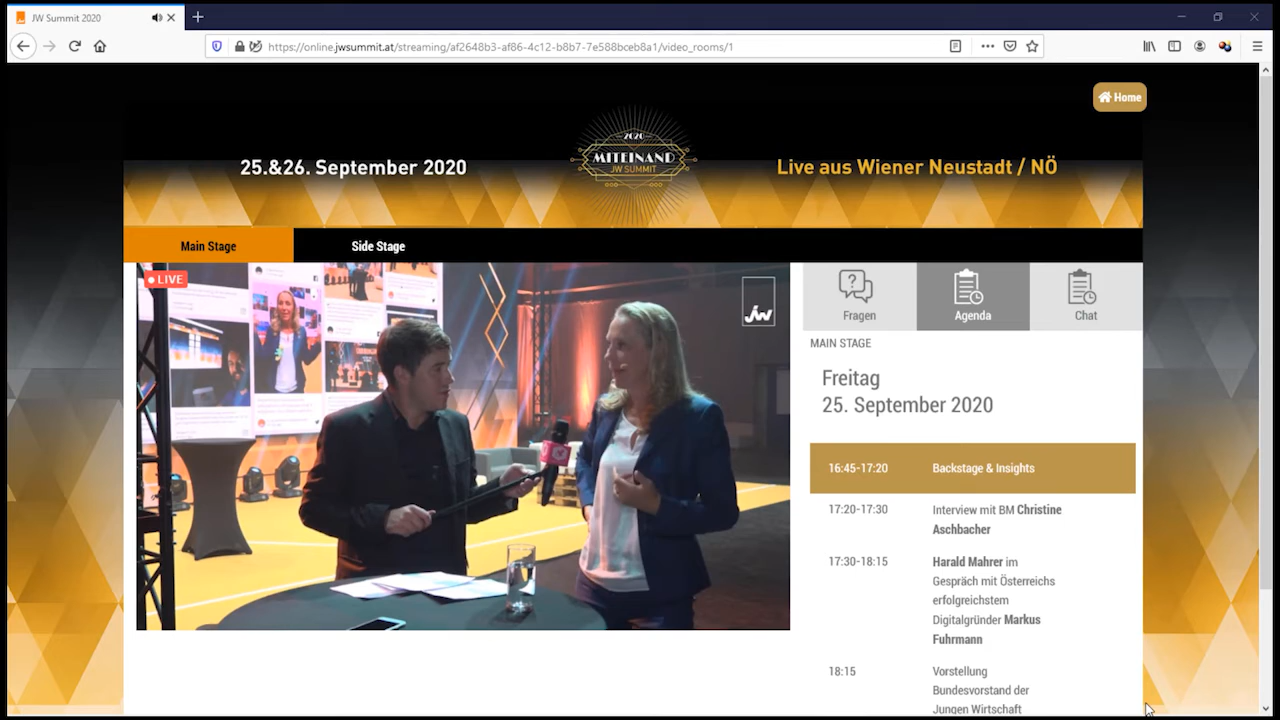 JW Summit 2020
https://online.jwsummit.at/streaming/af2648b3-af86-4c12-b8b7-7e588bceb8a1/video_rooms/1
Home
25.&26. September 2020
2020
MITEINAND
JW SUMMIT
Live aus Wiener Neustadt / NÖ
Main Stage
Side Stage
LIVE
jw
Fragen
Agenda
Chat
MAIN STAGE
Freitag
25. September 2020
16:45-17:20
Backstage & Insights
17:20-17:30
Interview mit BM Christine
Aschbacher
17:30-18:15
Harald Mahrer im
Gespräch mit Österreichs
erfolgreichstem
Digitalgründer Markus
Fuhrmann
18:15
Vorstellung
Bundesvorstand der
Jungen Wirtschaft